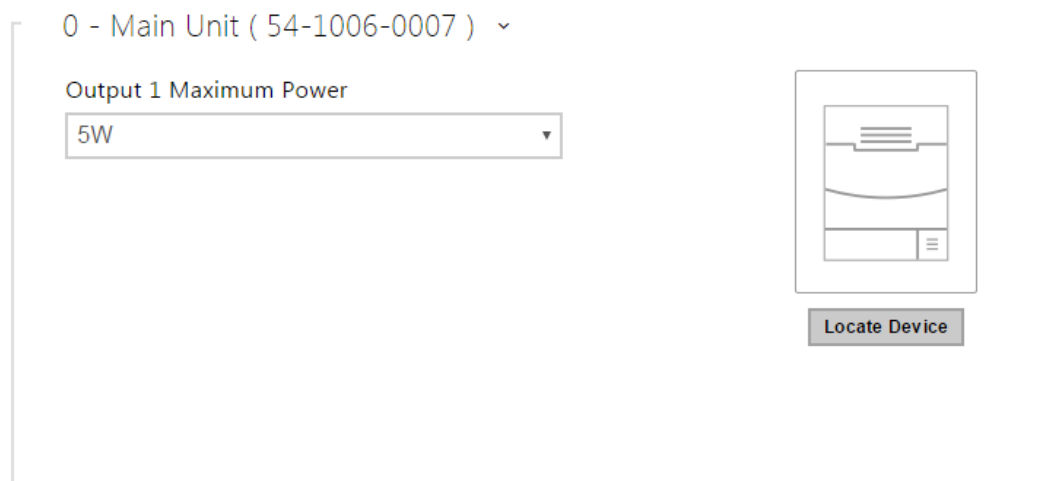 0 - Main Unit ( 54-1006-0007 )
Output 1 Maximum Power
5W
Locate Device